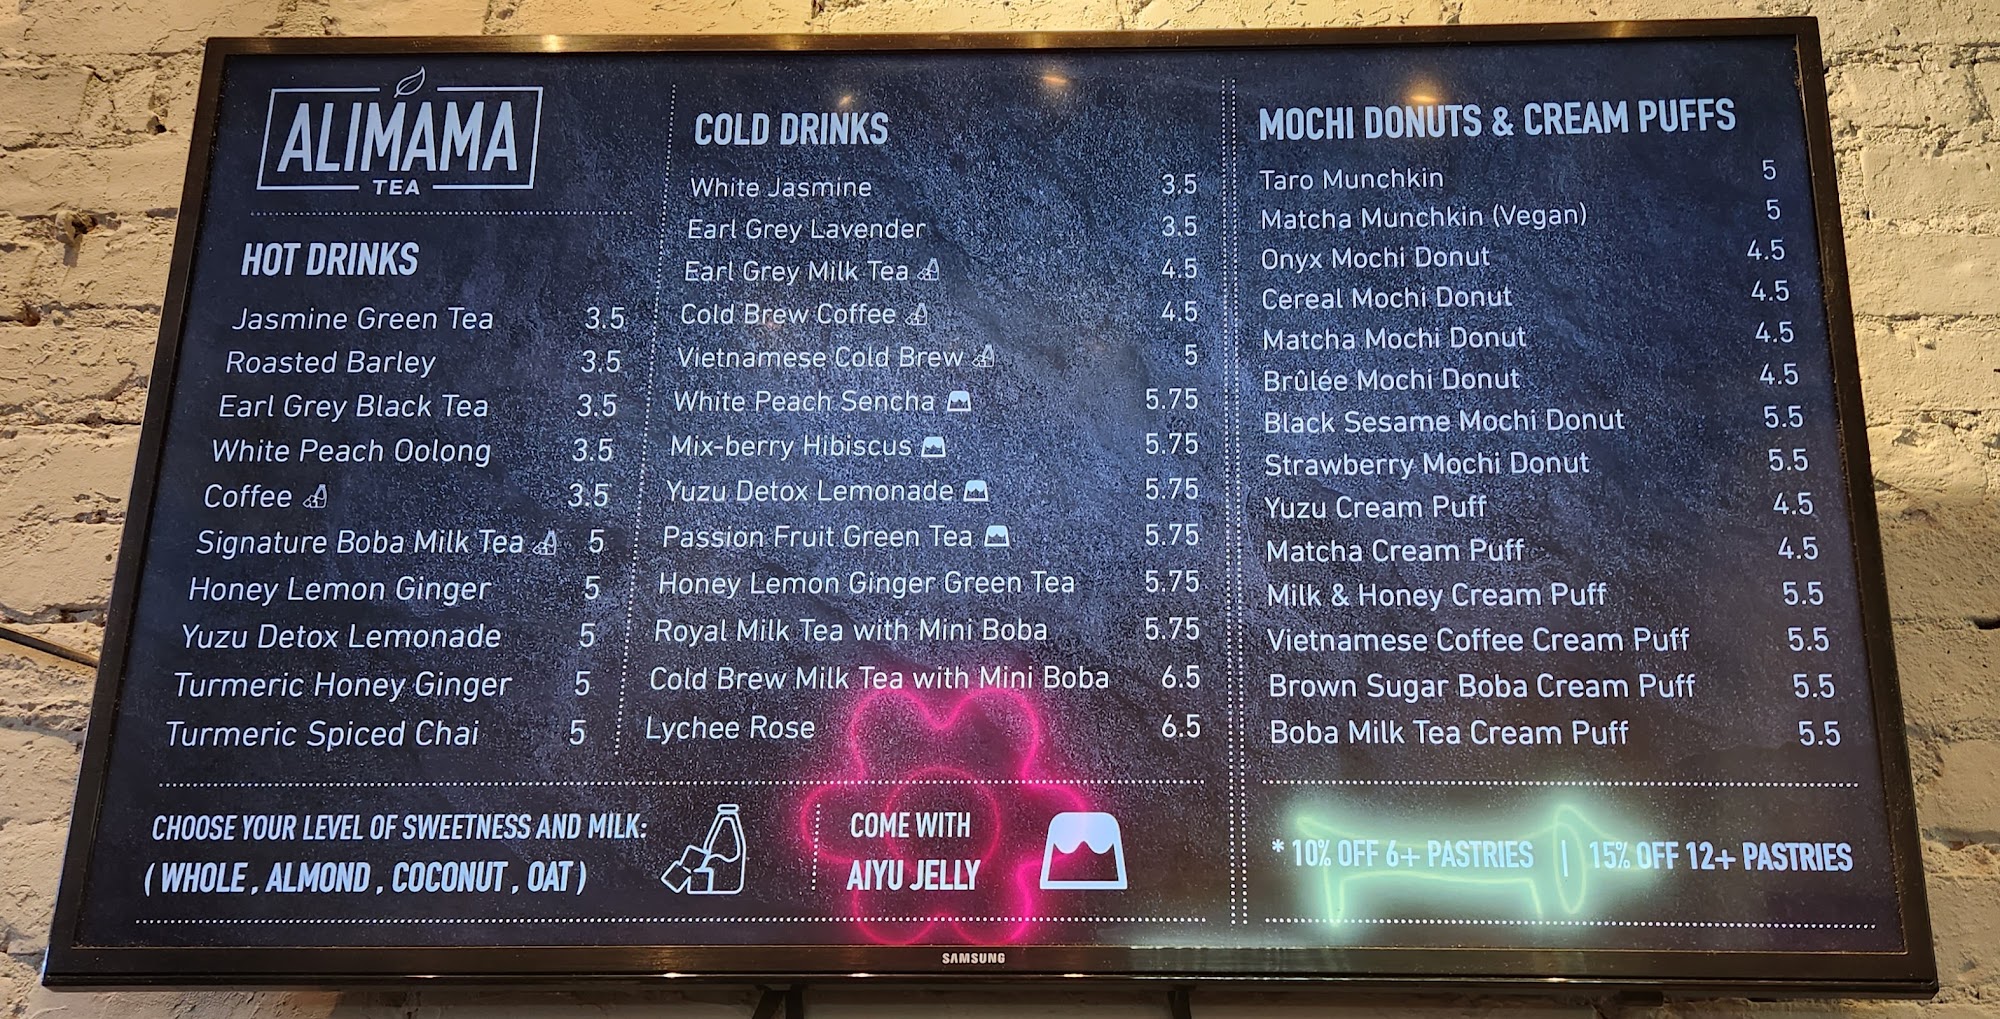 ALIMAMA
TEA
HOT DRINKS
Jasmine Green Tea 3.5
Roasted Barley 3.5
Earl Grey Black Tea 3.5
White Peach Oolong 3.5
Coffee 3.5
Signature Boba Milk Tea 5
Honey Lemon Ginger 5
Yuzu Detox Lemonade 5
Turmeric Honey Ginger 5
Turmeric Spiced Chai 5
COLD DRINKS
White Jasmine 3.5
Earl Grey Lavender 3.5
Earl Grey Milk Tea 4.5
Cold Brew Coffee 4.5
Vietnamese Cold Brew 5
White Peach Sencha 5.75
Mix-berry Hibiscus 5.75
Yuzu Detox Lemonade 5.75
Passion Fruit Green Tea 5.75
Honey Lemon Ginger Green Tea 5.75
Royal Milk Tea with Mini Boba 5.75
Cold Brew Milk Tea with Mini Boba 6.5
Lychee Rose 6.5
CHOOSE YOUR LEVEL OF SWEETNESS AND MILK:
( WHOLE , ALMOND , COCONUT , OAT )
COME WITH
AIYU JELLY
MOCHI DONUTS & CREAM PUFFS
Taro Munchkin 5
Matcha Munchkin (Vegan) 5
Onyx Mochi Donut 4.5
Cereal Mochi Donut 4.5
Matcha Mochi Donut 4.5
Brûlée Mochi Donut 4.5
Black Sesame Mochi Donut 5.5
Strawberry Mochi Donut 5.5
Yuzu Cream Puff 4.5
Matcha Cream Puff 4.5
Milk & Honey Cream Puff 5.5
Vietnamese Coffee Cream Puff 5.5
Brown Sugar Boba Cream Puff 5.5
Boba Milk Tea Cream Puff 5.5
* 10% OFF 6+ PASTRIES | 15% OFF 12+ PASTRIES
SAMSUNG